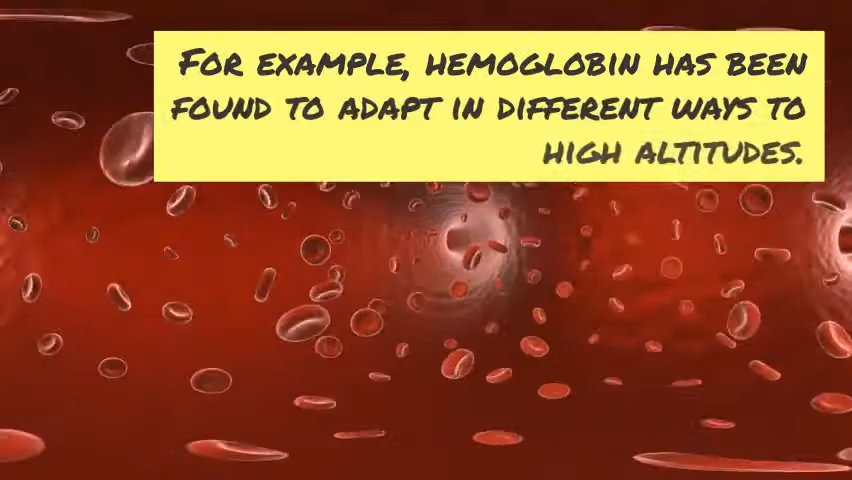 For example, hemoglobin has been
found to adapt in different ways to
high altitudes.